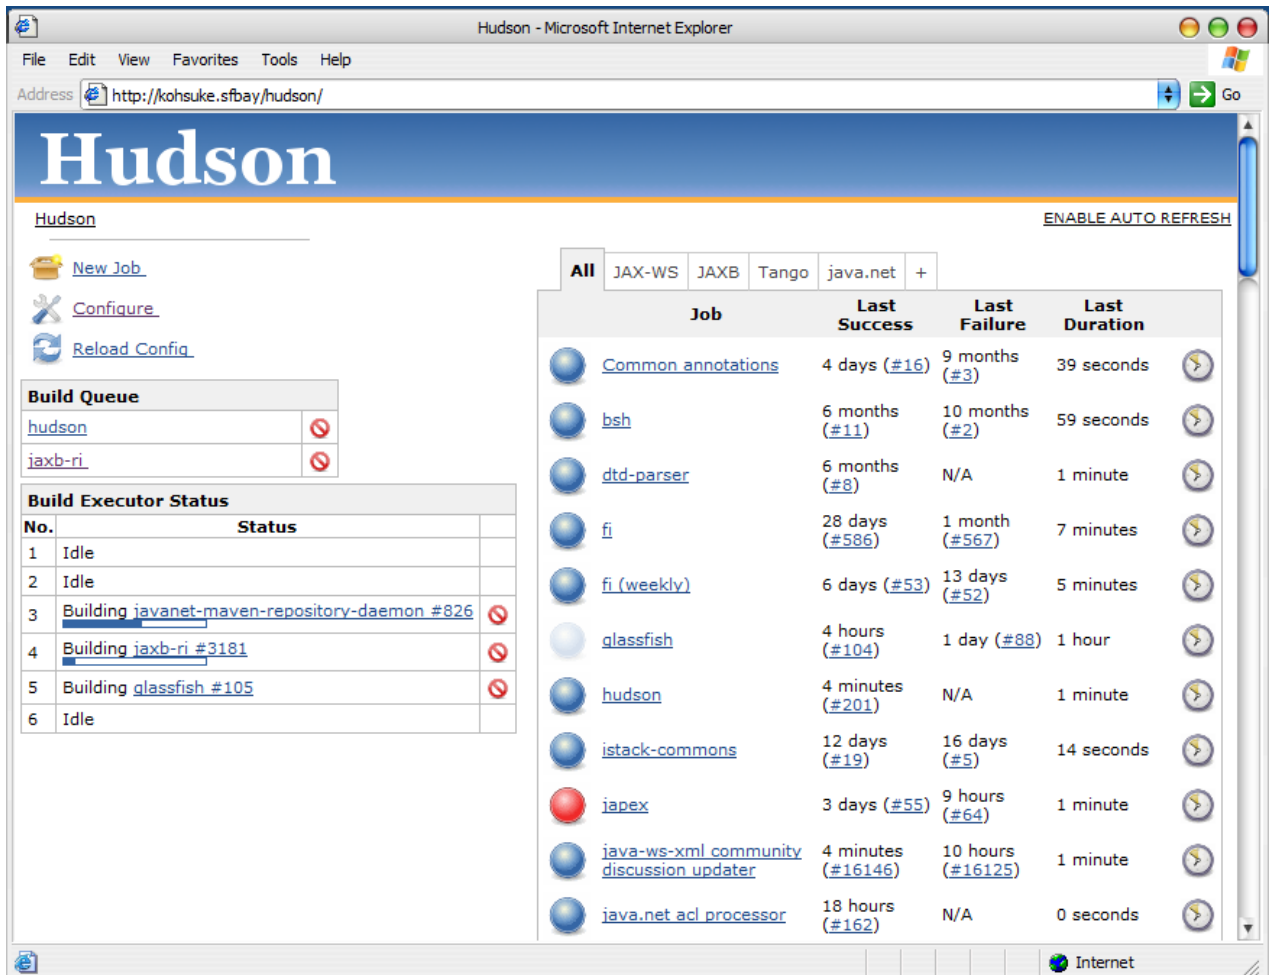 Hudson - Microsoft Internet Explorer
File Edit View Favorites Tools Help
Address http://kohsuke.sfbay/hudson/ Go
Hudson
Hudson
ENABLE AUTO REFRESH
New Job
Configure
Reload Config
Build Queue
hudson
jaxb-ri
Build Executor Status
No. Status
1 Idle
2 Idle
3 Building javanet-maven-repository-daemon #826
4 Building jaxb-ri #3181
5 Building glassfish #105
6 Idle
All JAX-WS JAXB Tango java.net +
Job Last Success Last Failure Last Duration
Common annotations 4 days (#16) 9 months (#3) 39 seconds
bsh 6 months (#11) 10 months (#2) 59 seconds
dtd-parser 6 months (#8) N/A 1 minute
fi 28 days (#586) 1 month (#567) 7 minutes
fi (weekly) 6 days (#53) 13 days (#52) 5 minutes
glassfish 4 hours (#104) 1 day (#88) 1 hour
hudson 4 minutes (#201) N/A 1 minute
istack-commons 12 days (#19) 16 days (#5) 14 seconds
japex 3 days (#55) 9 hours (#64) 1 minute
java-ws-xml community discussion updater 4 minutes (#16146) 10 hours (#16125) 1 minute
java.net acl processor 18 hours (#162) N/A 0 seconds
Internet